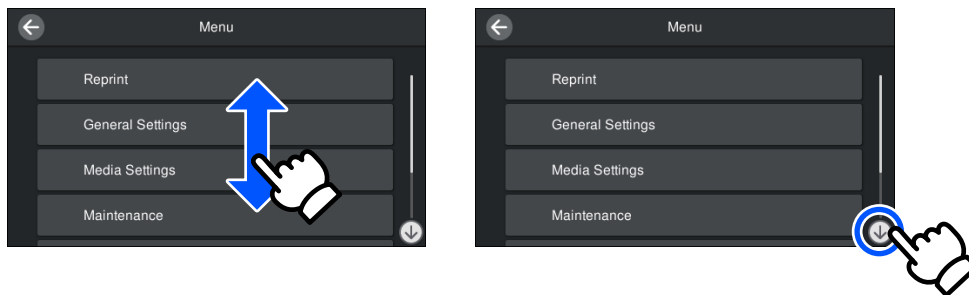 Menu
Reprint
General Settings
Media Settings
Maintenance
Menu
Reprint
General Settings
Media Settings
Maintenance